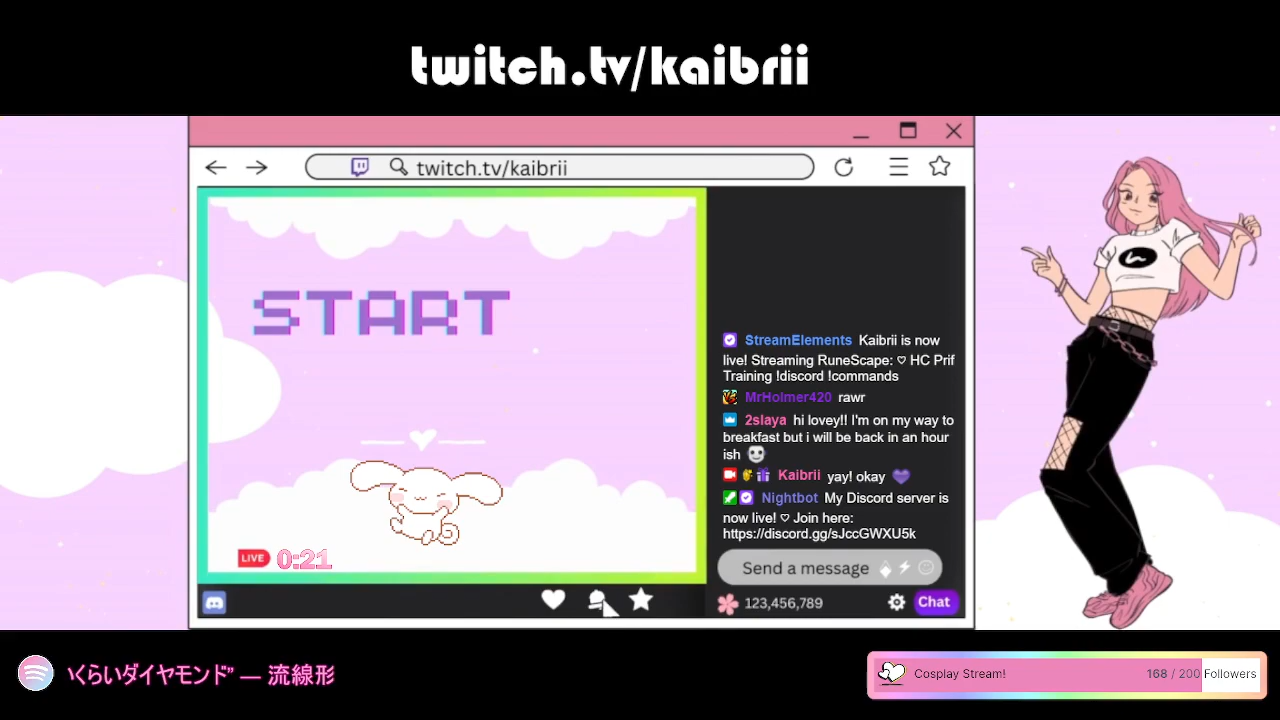 twitch.tv/kaibrii
twitch.tv/kaibrii
START
LIVE 0:21
StreamElements Kaibrii is now
live! Streaming RuneScape: ♡ HC Prif
Training !discord !commands
MrHolmer420 rawr
2slaya hi lovey!! I'm on my way to
breakfast but i will be back in an hour
ish
Kaibrii yay! okay
Nightbot My Discord server is
now live! ♡ Join here:
https://discord.gg/sJccGWXU5k
Send a message
123,456,789
Chat
くらいダイヤモンド” — 流線形
Cosplay Stream! 168 / 200 Followers